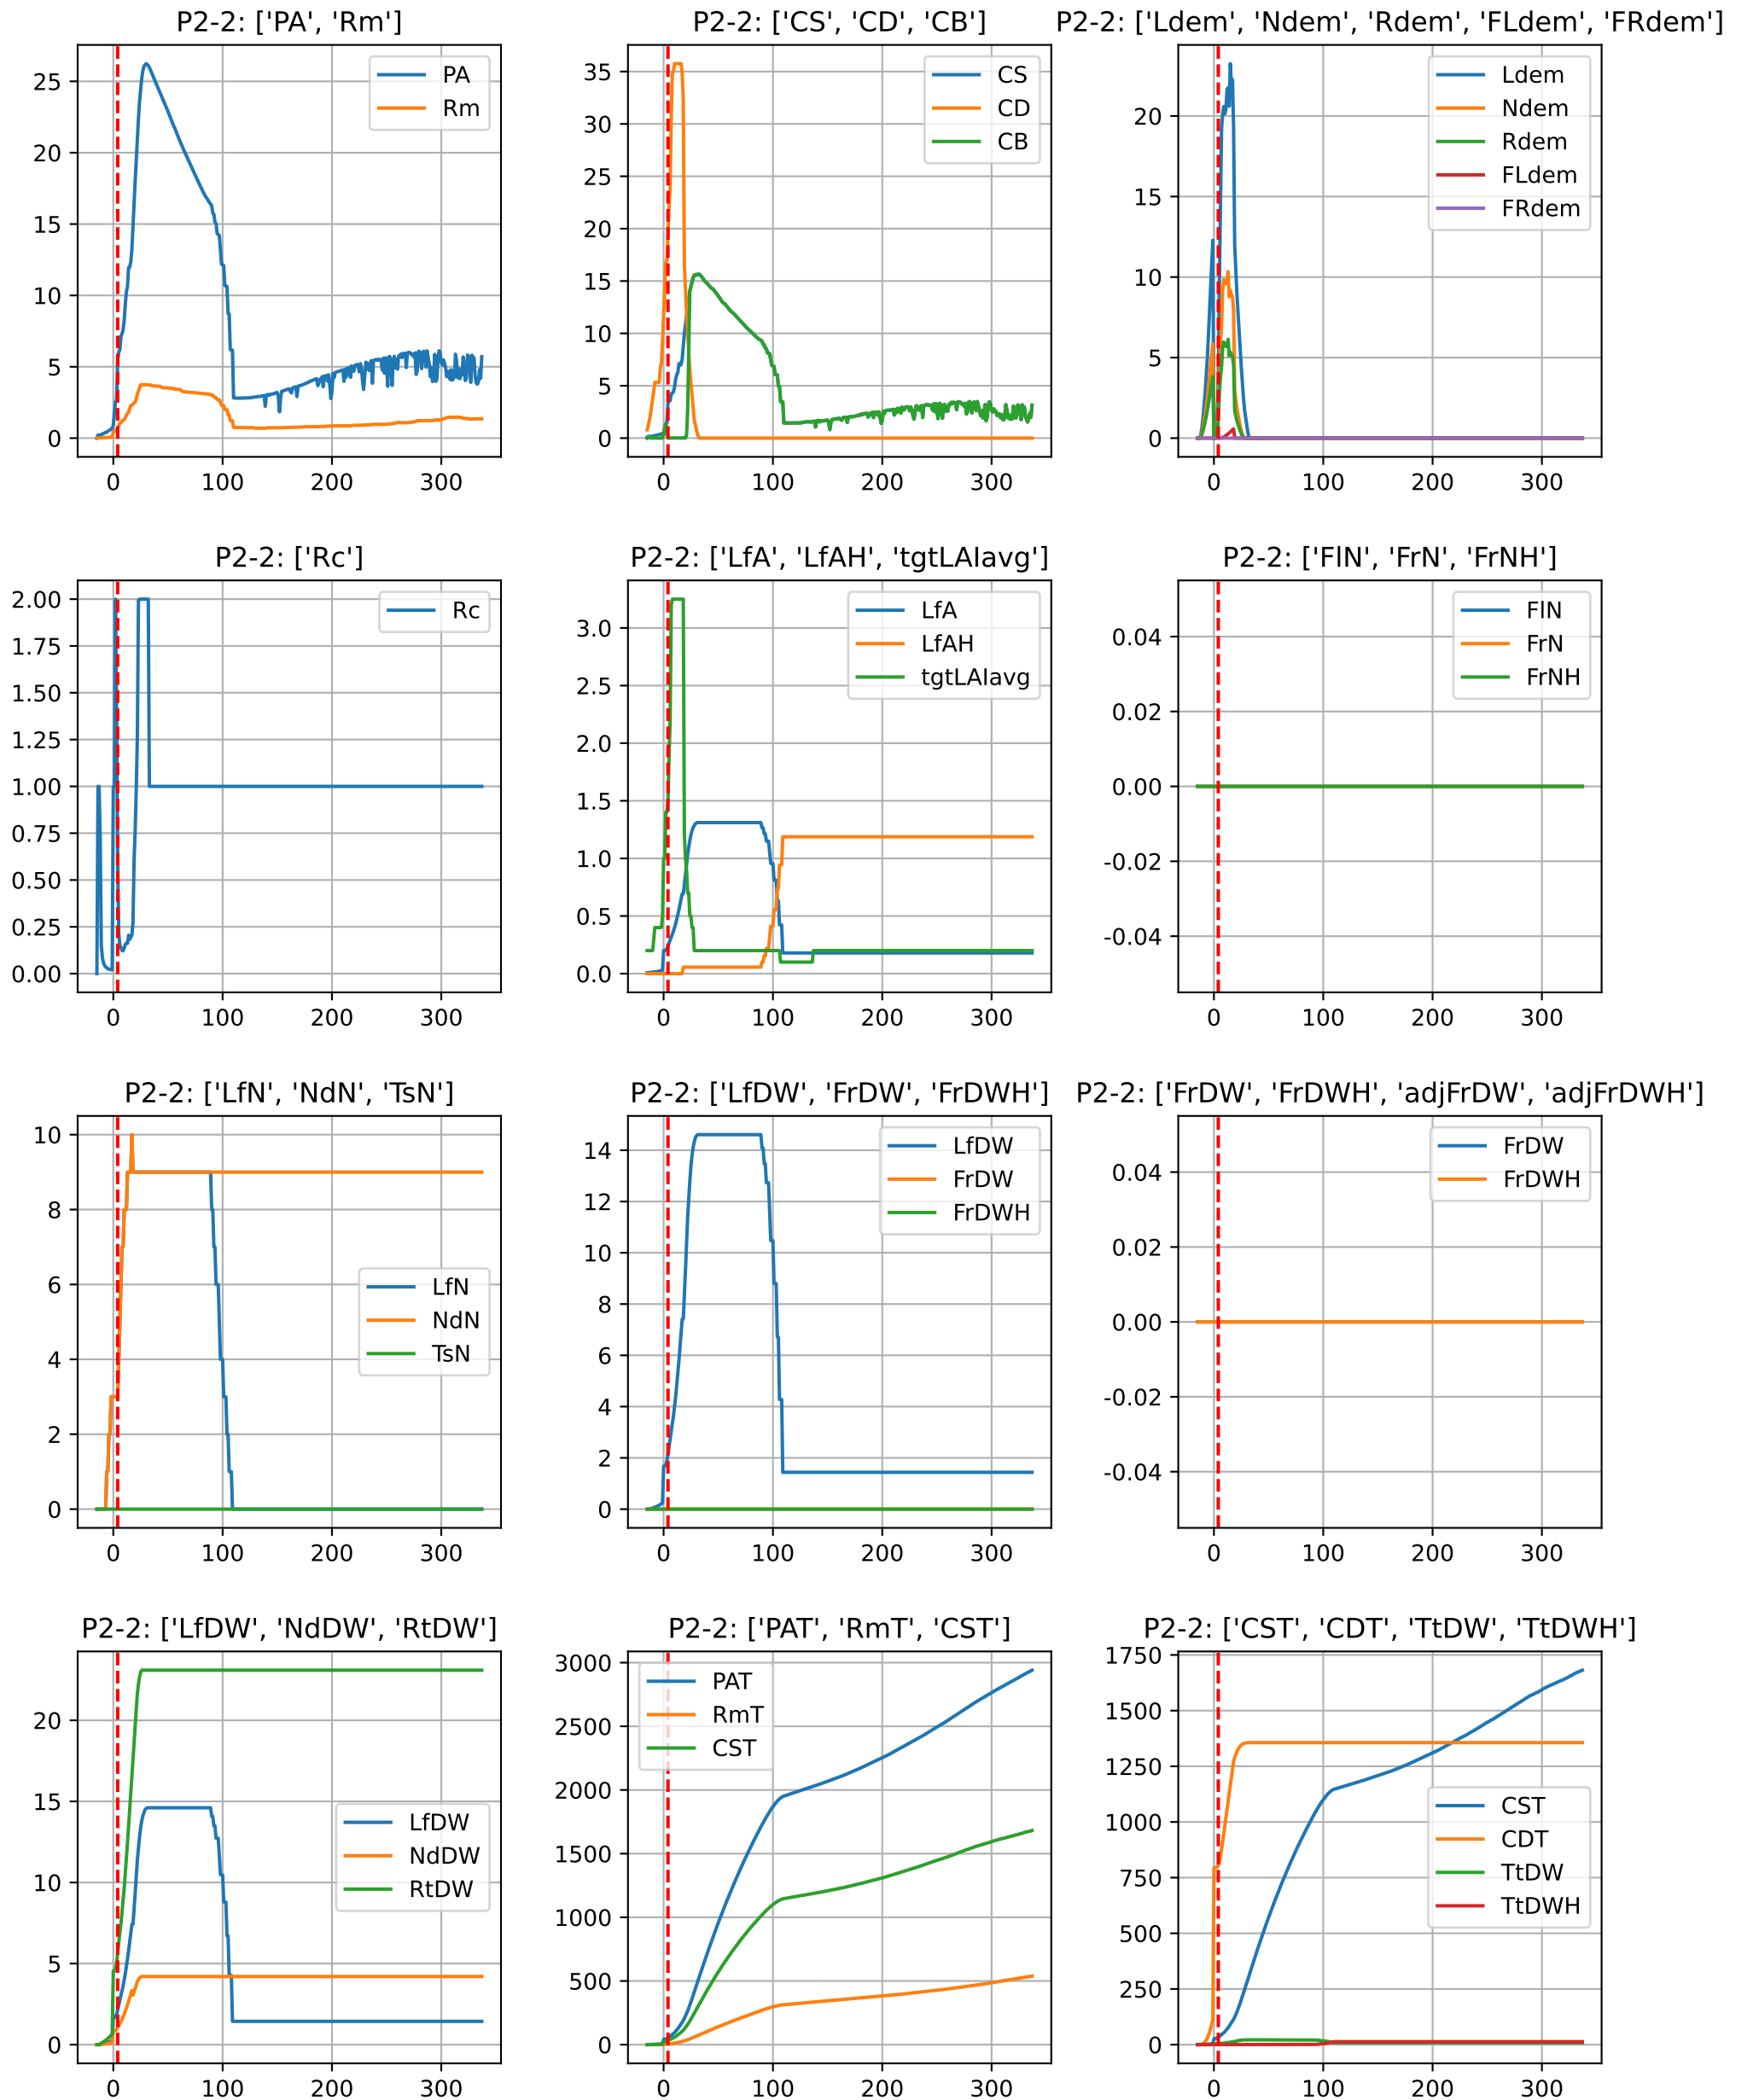 P2-2: ['PA', 'Rm']
25
20
15
10
5
0
0 100 200 300
PA
Rm
P2-2: ['CS', 'CD', 'CB']
35
30
25
20
15
10
5
0
0 100 200 300
CS
CD
CB
P2-2: ['Ldem', 'Ndem', 'Rdem', 'FLdem', 'FRdem']
20
15
10
5
0
0 100 200 300
Ldem
Ndem
Rdem
FLdem
FRdem
P2-2: ['Rc']
2.00
1.75
1.50
1.25
1.00
0.75
0.50
0.25
0.00
0 100 200 300
Rc
P2-2: ['LfA', 'LfAH', 'tgtLAIavg']
3.0
2.5
2.0
1.5
1.0
0.5
0.0
0 100 200 300
LfA
LfAH
tgtLAIavg
P2-2: ['FlN', 'FrN', 'FrNH']
0.04
0.02
0.00
-0.02
-0.04
0 100 200 300
FlN
FrN
FrNH
P2-2: ['LfN', 'NdN', 'TsN']
10
8
6
4
2
0
0 100 200 300
LfN
NdN
TsN
P2-2: ['LfDW', 'FrDW', 'FrDWH']
14
12
10
8
6
4
2
0
0 100 200 300
LfDW
FrDW
FrDWH
P2-2: ['FrDW', 'FrDWH', 'adjFrDW', 'adjFrDWH']
0.04
0.02
0.00
-0.02
-0.04
0 100 200 300
FrDW
FrDWH
P2-2: ['LfDW', 'NdDW', 'RtDW']
20
15
10
5
0
0 100 200 300
LfDW
NdDW
RtDW
P2-2: ['PAT', 'RmT', 'CST']
3000
2500
2000
1500
1000
500
0
0 100 200 300
PAT
RmT
CST
P2-2: ['CST', 'CDT', 'TtDW', 'TtDWH']
1750
1500
1250
1000
750
500
250
0
0 100 200 300
CST
CDT
TtDW
TtDWH